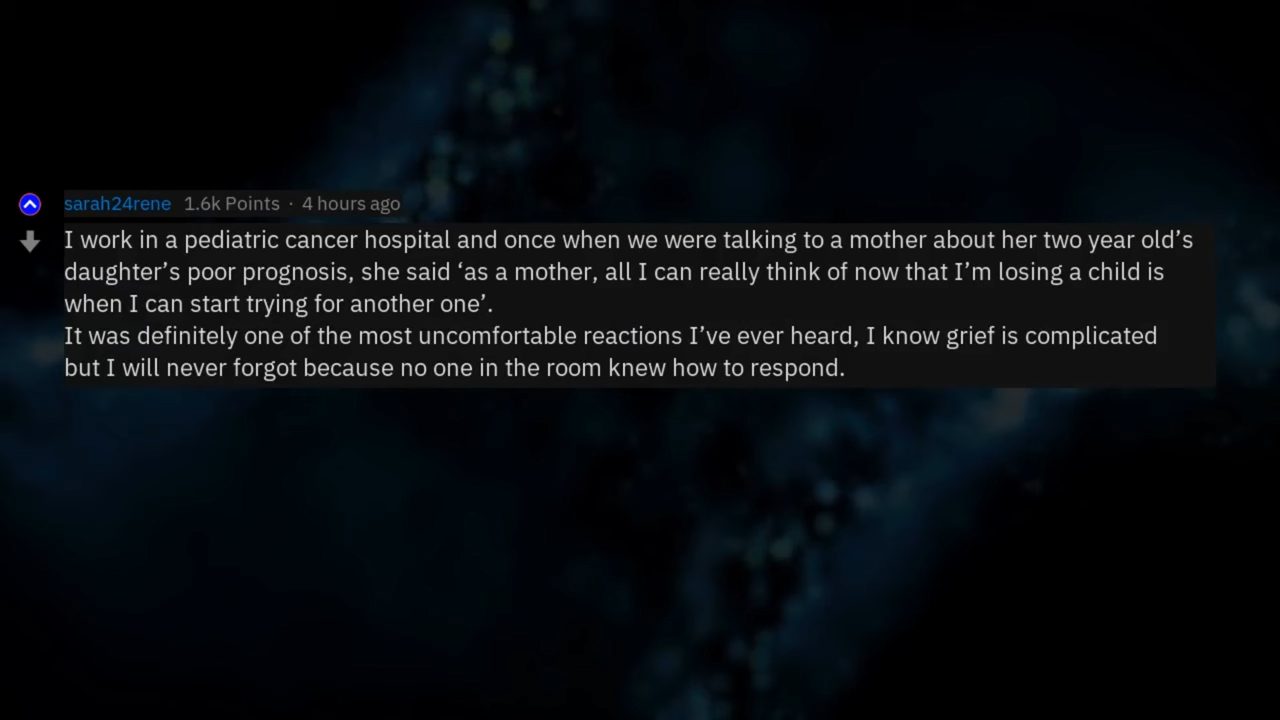 sarah24rene 1.6k Points · 4 hours ago
I work in a pediatric cancer hospital and once when we were talking to a mother about her two year old’s
daughter’s poor prognosis, she said ‘as a mother, all I can really think of now that I’m losing a child is
when I can start trying for another one’.
It was definitely one of the most uncomfortable reactions I’ve ever heard, I know grief is complicated
but I will never forgot because no one in the room knew how to respond.